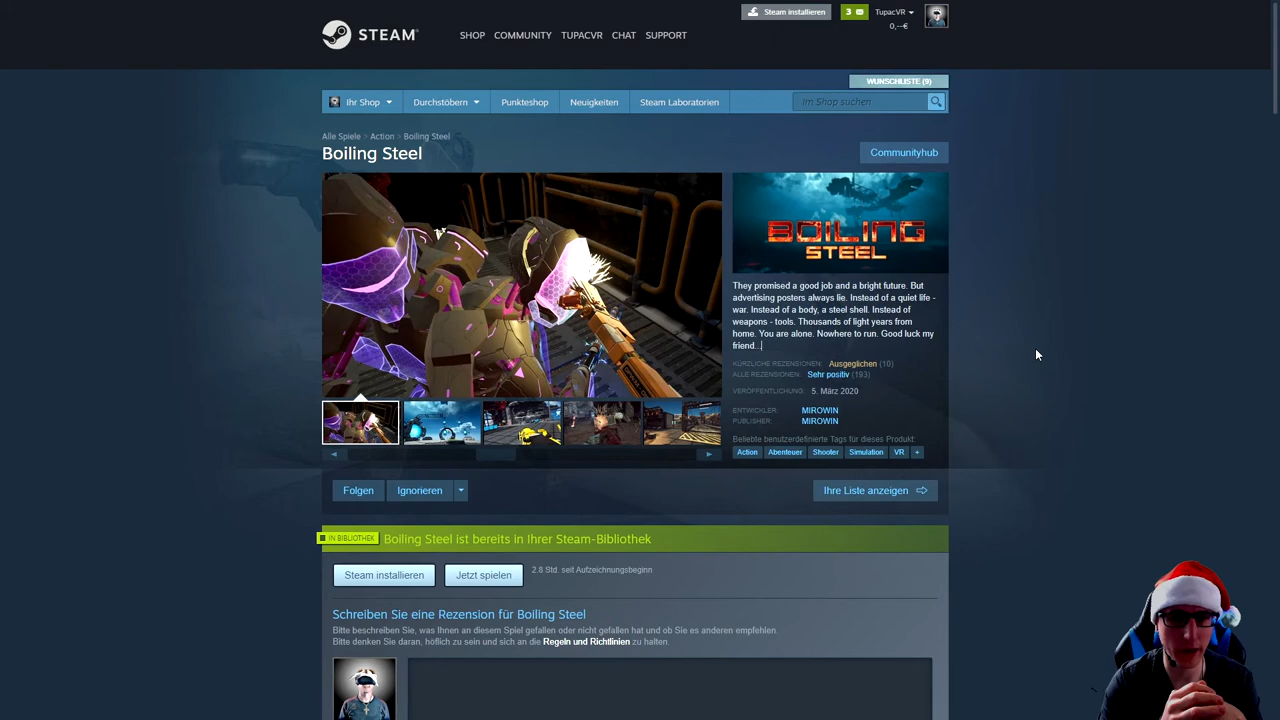 Steam installieren
3
TupacVR
0,--€
STEAM
SHOP COMMUNITY TUPACVR CHAT SUPPORT
WUNSCHLISTE (9)
Ihr Shop Durchstöbern Punkteshop Neuigkeiten Steam Laboratorien
Im Shop suchen
Alle Spiele > Action > Boiling Steel
Boiling Steel
Communityhub
BOILING
STEEL
They promised a good job and a bright future. But
advertising posters always lie. Instead of a quiet life -
war. Instead of a body, a steel shell. Instead of
weapons - tools. Thousands of light years from
home. You are alone. Nowhere to run. Good luck my
friend...|
KÜRZLICHE REZENSIONEN: Ausgeglichen (10)
ALLE REZENSIONEN: Sehr positiv (193)
VERÖFFENTLICHUNG: 5. März 2020
ENTWICKLER: MIROWIN
PUBLISHER: MIROWIN
Beliebte benutzerdefinierte Tags für dieses Produkt:
Action Abenteuer Shooter Simulation VR +
Folgen Ignorieren
Ihre Liste anzeigen
IN BIBLIOTHEK
Boiling Steel ist bereits in Ihrer Steam-Bibliothek
Steam installieren Jetzt spielen 2.8 Std. seit Aufzeichnungsbeginn
Schreiben Sie eine Rezension für Boiling Steel
Bitte beschreiben Sie, was Ihnen an diesem Spiel gefallen oder nicht gefallen hat und ob Sie es anderen empfehlen.
Bitte denken Sie daran, höflich zu sein und sich an die Regeln und Richtlinien zu halten.